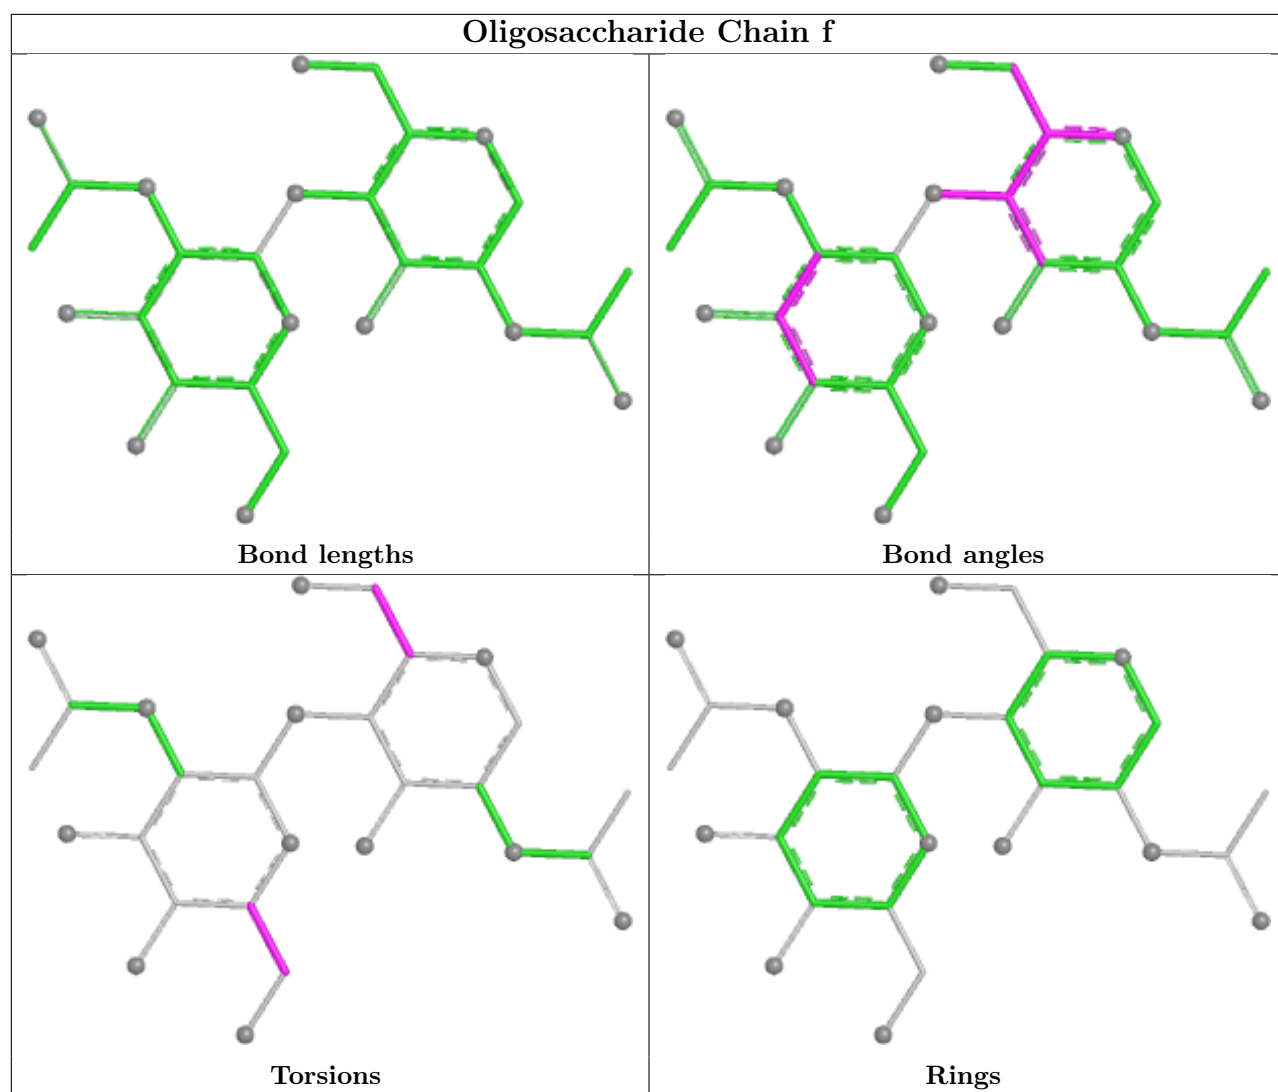 Oligosaccharide Chain f
Bond lengths
Bond angles
Torsions
Rings